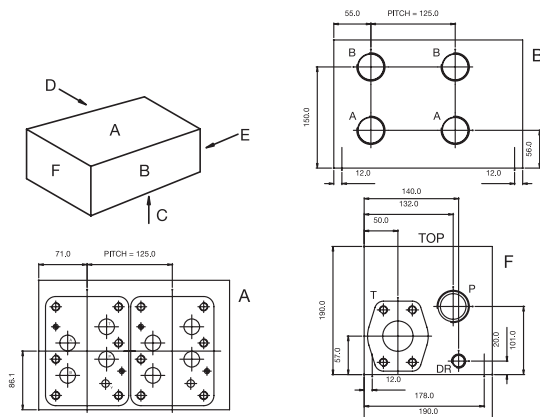 55.0
PITCH = 125.0
B
B
B
150.0
A
A
56.0
12.0
12.0
D
A
E
F
B
C
140.0
132.0
50.0
TOP
F
T
P
190.0
57.0
20.0
101.0
DR
12.0
178.0
190.0
71.0
PITCH = 125.0
A
86.1